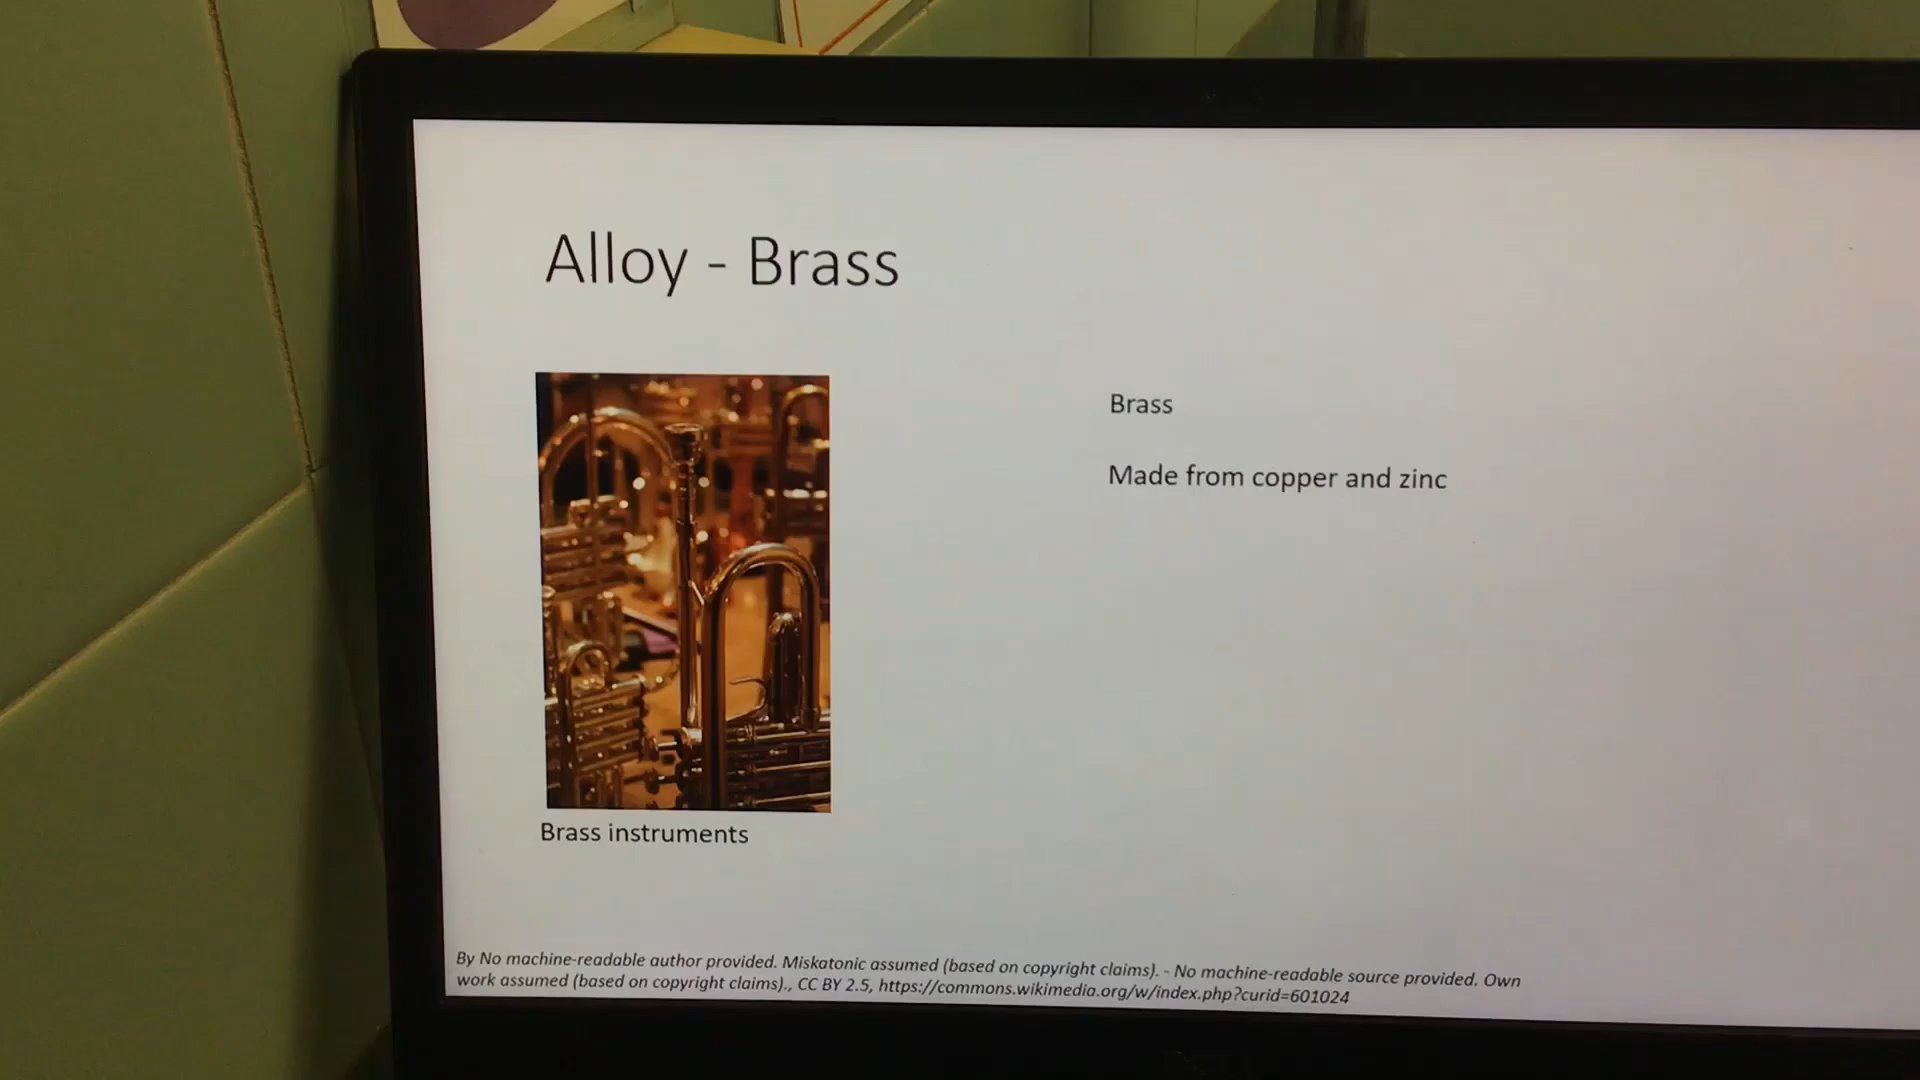 Alloy - Brass
Brass
Made from copper and zinc
Brass instruments
By No machine-readable author provided. Miskatonic assumed (based on copyright claims). - No machine-readable source provided. Own
work assumed (based on copyright claims)., CC BY 2.5, https://commons.wikimedia.org/w/index.php?curid=601024